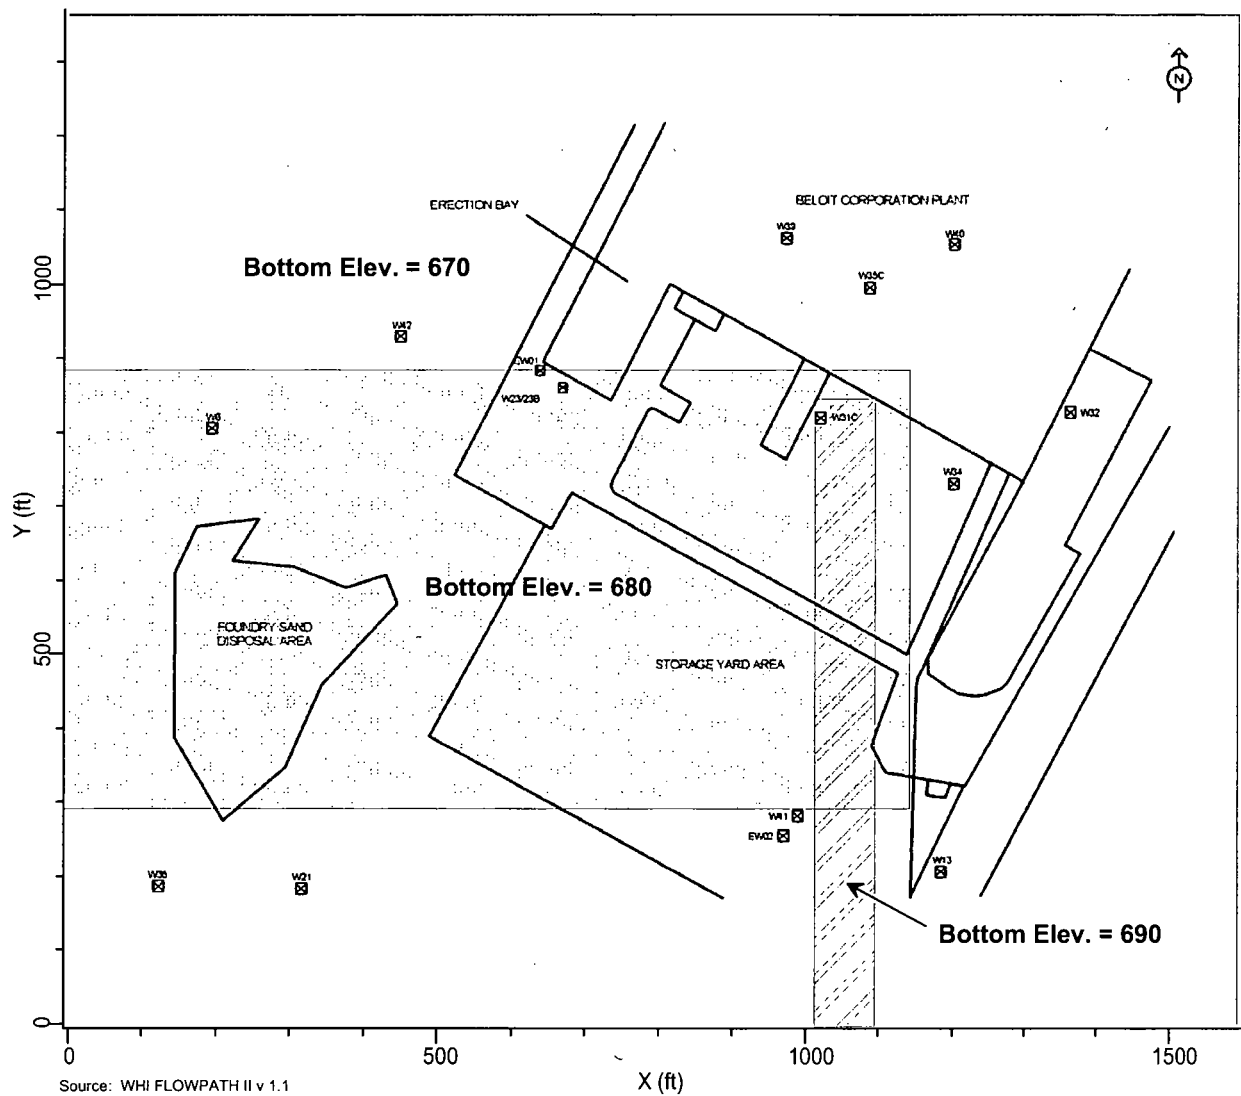 N
ERECTION BAY
BELOIT CORPORATION PLANT
W33
W40
Bottom Elev. = 670
W35C
1000
W42
EW01
W23/23B
W6
W31C
W32
W34
Y (ft)
Bottom Elev. = 680
FOUNDRY SAND
DISPOSAL AREA
500
STORAGE YARD AREA
W41
EW02
W13
W21
Bottom Elev. = 690
0
0
500
1000
1500
X (ft)
Source: WHI FLOWPATH II v 1.1